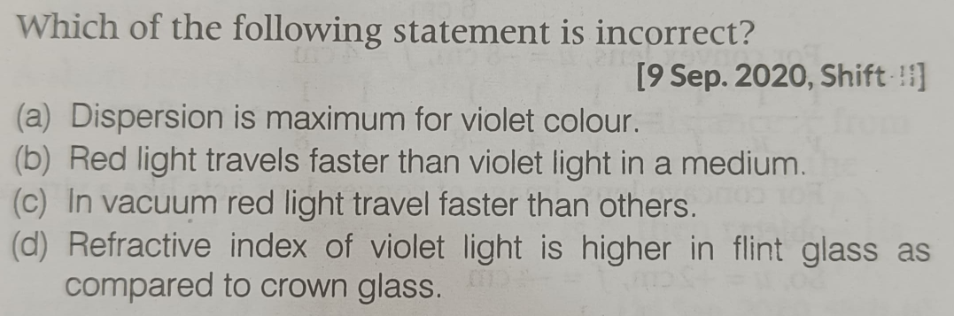 Which of the following statement is incorrect?
[9 Sep. 2020, Shift II]
(a) Dispersion is maximum for violet colour.
(b) Red light travels faster than violet light in a medium.
(c) In vacuum red light travel faster than others.
(d) Refractive index of violet light is higher in flint glass as
compared to crown glass.